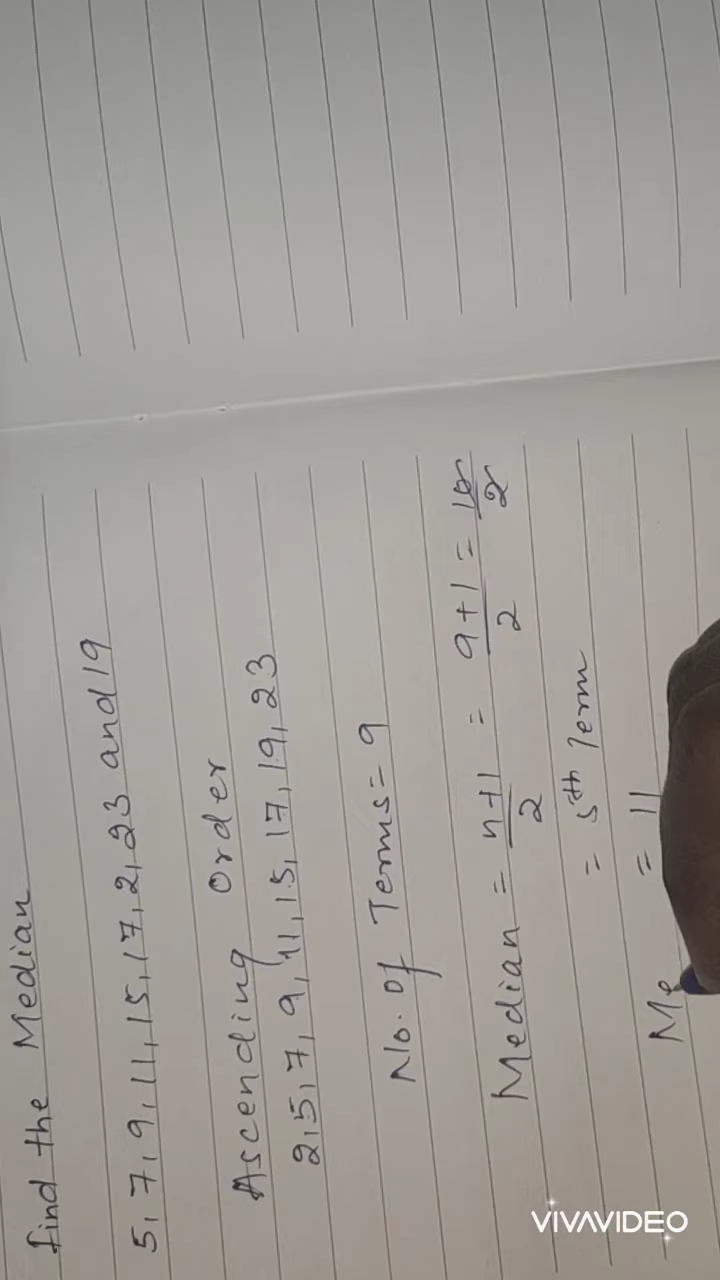 find the Median
5, 7, 9, 11, 15, 17, 2, 23 and 19
Ascending Order
2, 5, 7, 9, 11, 15, 17, 19, 23
No. of Terms = 9
Median = n+1/2 = 9+1/2 = 10/2
= 5th Term
Me = 11
VIVAVIDEO